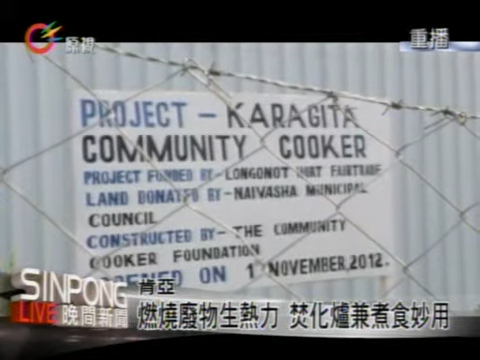 原視
重播
PROJECT - KARAGITA
COMMUNITY COOKER
PROJECT FUNDED BY- LONGONOT HORT FAIRTRADE
LAND DONATED BY- NAIVASHA MUNICIPAL
COUNCIL
CONSTRUCTED BY- THE COMMUNITY
COOKER FOUNDATION
OPENED ON 1 NOVEMBER,2012.
SINPONG
LIVE 晚間新聞
肯亞
燃燒廢物生熱力 焚化爐兼煮食妙用